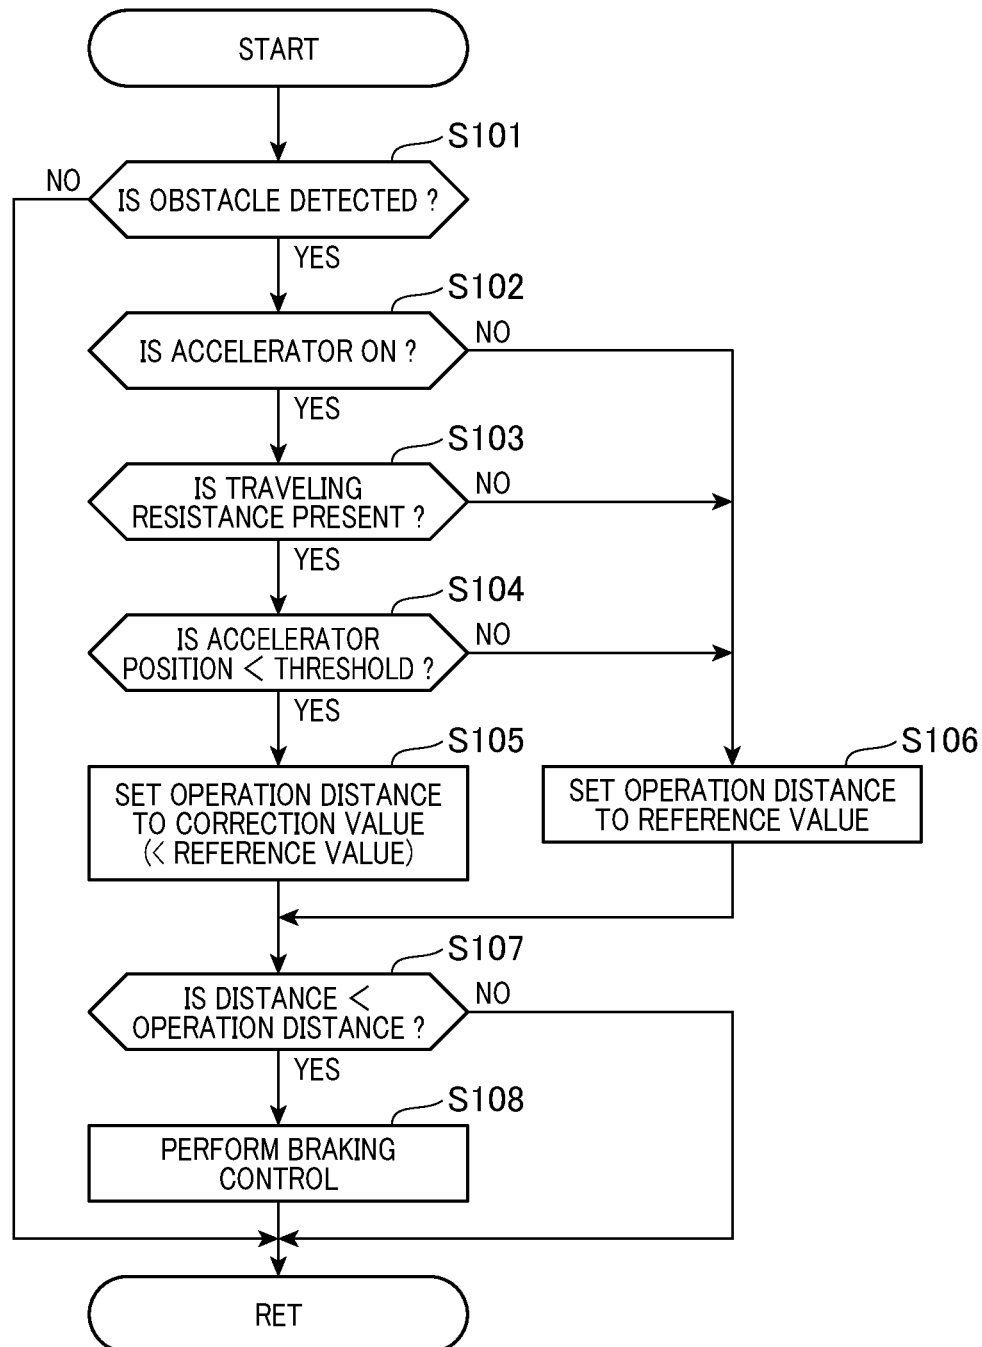 START
S101
NO
IS OBSTACLE DETECTED ?
YES
S102
IS ACCELERATOR ON ?
NO
YES
S103
IS TRAVELING
RESISTANCE PRESENT ?
NO
YES
S104
IS ACCELERATOR
POSITION < THRESHOLD ?
NO
YES
S105
SET OPERATION DISTANCE
TO CORRECTION VALUE
(< REFERENCE VALUE)
S106
SET OPERATION DISTANCE
TO REFERENCE VALUE
S107
IS DISTANCE <
OPERATION DISTANCE ?
NO
YES
S108
PERFORM BRAKING
CONTROL
RET